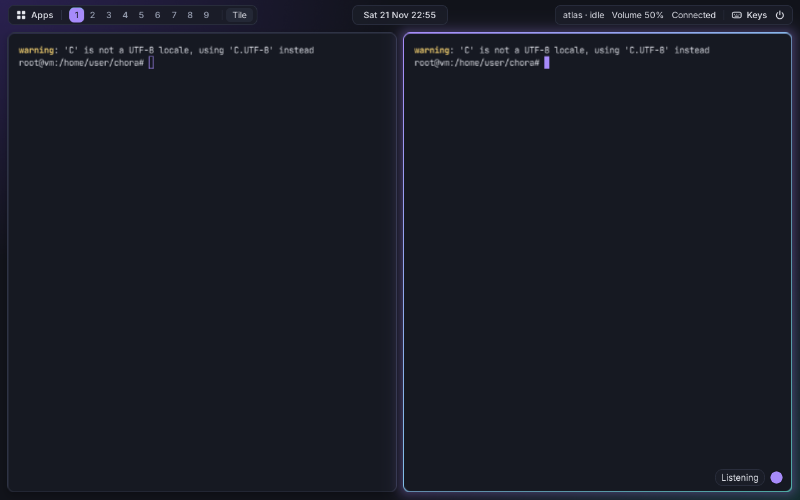 Apps 1 2 3 4 5 6 7 8 9 Tile
Sat 21 Nov 22:55
atlas · idle Volume 50% Connected Keys
warning: 'C' is not a UTF-8 locale, using 'C.UTF-8' instead
root@vm:/home/user/chora#
warning: 'C' is not a UTF-8 locale, using 'C.UTF-8' instead
root@vm:/home/user/chora#
Listening